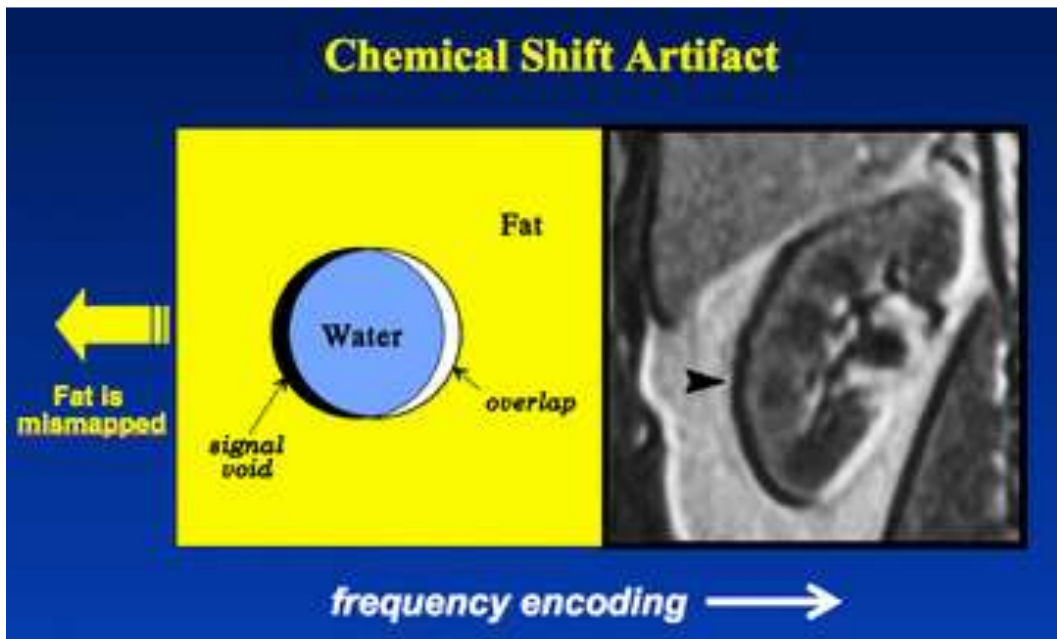 Chemical Shift Artifact
Fat
Water
Fat is
mismapped
overlap
signal
void
frequency encoding